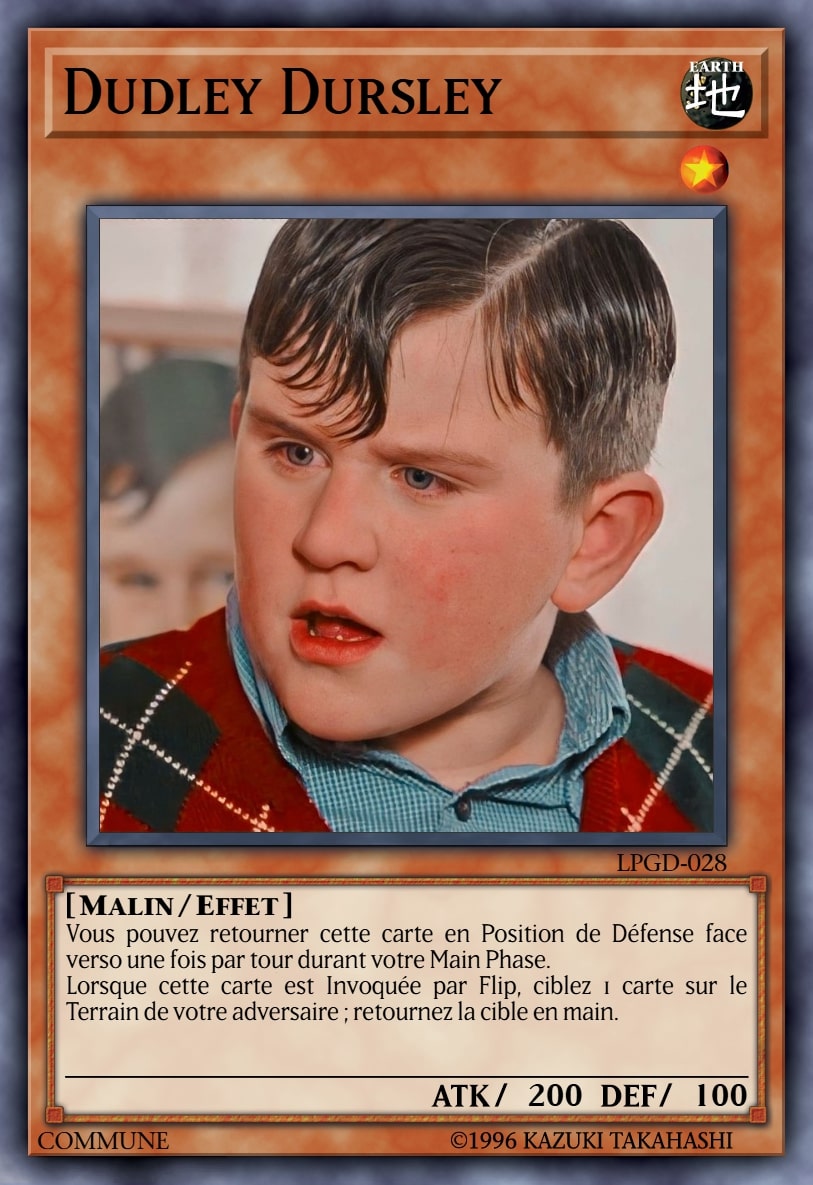 DUDLEY DURSLEY
EARTH
地
LPGD-028
[MALIN/EFFET]
Vous pouvez retourner cette carte en Position de Défense face
verso une fois par tour durant votre Main Phase.
Lorsque cette carte est Invoquée par Flip, ciblez 1 carte sur le
Terrain de votre adversaire ; retournez la cible en main.
ATK/ 200 DEF/ 100
COMMUNE ©1996 KAZUKI TAKAHASHI